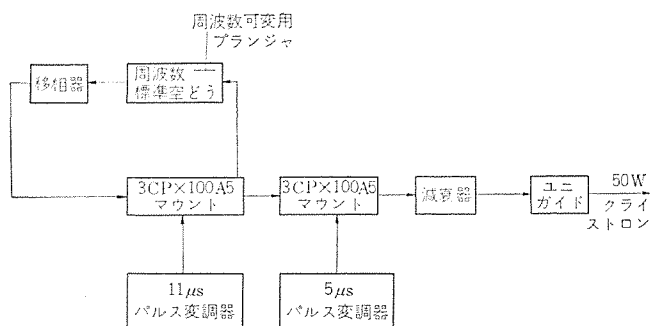 周波数可変用
プランジャ
移相器
周波数
標準空どう
3CP×100A5
マウント
3CP×100A5
マウント
減衰器
ユニ
ガイド
50W
クライ
ストロン
11μs
パルス変調器
5μs
パルス変調器